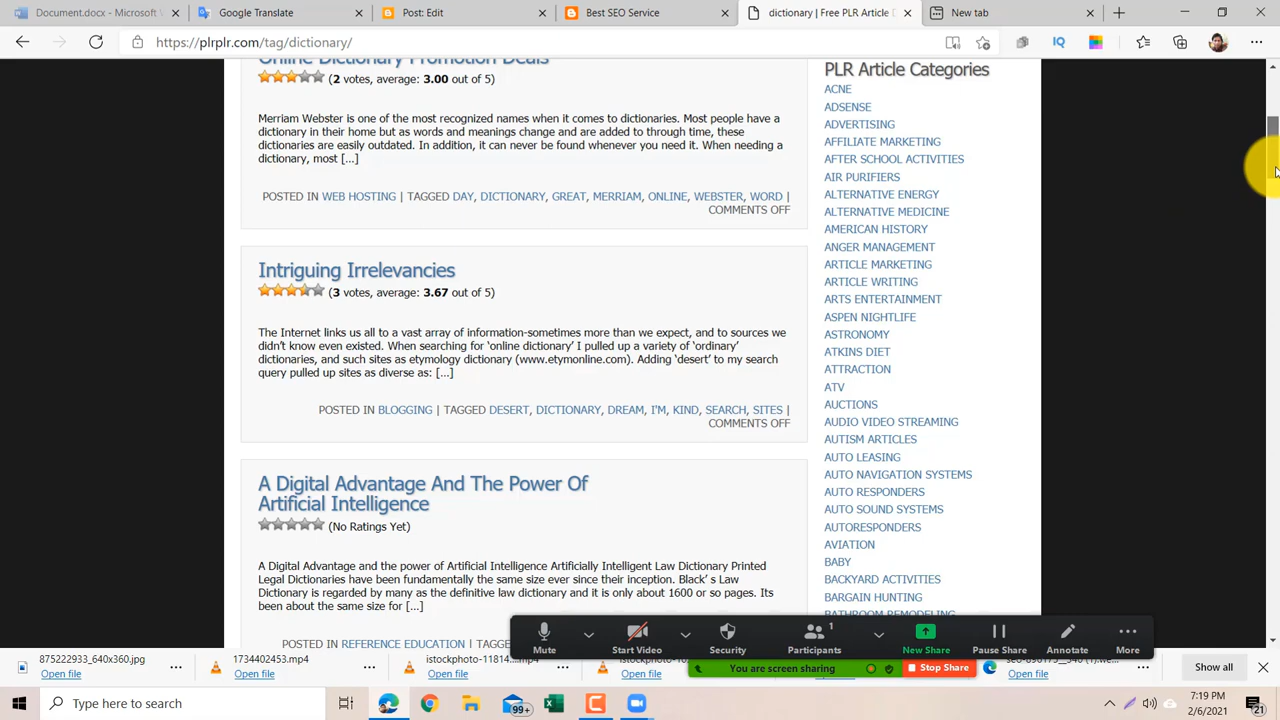 Document.docx - Microsoft W
Google Translate
Post: Edit
Best SEO Service
dictionary | Free PLR Article D
New tab
https://plrplr.com/tag/dictionary/
IQ
Online Dictionary Promotion Deals
(2 votes, average: 3.00 out of 5)
Merriam Webster is one of the most recognized names when it comes to dictionaries. Most people have a
dictionary in their home but as words and meanings change and are added to through time, these
dictionaries are easily outdated. In addition, it can never be found whenever you need it. When needing a
dictionary, most [...]
POSTED IN WEB HOSTING | TAGGED DAY, DICTIONARY, GREAT, MERRIAM, ONLINE, WEBSTER, WORD |
COMMENTS OFF
Intriguing Irrelevancies
(3 votes, average: 3.67 out of 5)
The Internet links us all to a vast array of information-sometimes more than we expect, and to sources we
didn't know even existed. When searching for ‘online dictionary’ I pulled up a variety of ‘ordinary’
dictionaries, and such sites as etymology dictionary (www.etymonline.com). Adding ‘desert’ to my search
query pulled up sites as diverse as: [...]
POSTED IN BLOGGING | TAGGED DESERT, DICTIONARY, DREAM, I'M, KIND, SEARCH, SITES |
COMMENTS OFF
A Digital Advantage And The Power Of
Artificial Intelligence
(No Ratings Yet)
A Digital Advantage and the power of Artificial Intelligence Artificially Intelligent Law Dictionary Printed
Legal Dictionaries have been fundamentally the same size ever since their inception. Black’ s Law
Dictionary is regarded by many as the definitive law dictionary and it is only about 1600 or so pages. Its
been about the same size for [...]
POSTED IN REFERENCE EDUCATION | TAGG
PLR Article Categories
ACNE
ADSENSE
ADVERTISING
AFFILIATE MARKETING
AFTER SCHOOL ACTIVITIES
AIR PURIFIERS
ALTERNATIVE ENERGY
ALTERNATIVE MEDICINE
AMERICAN HISTORY
ANGER MANAGEMENT
ARTICLE MARKETING
ARTICLE WRITING
ARTS ENTERTAINMENT
ASPEN NIGHTLIFE
ASTRONOMY
ATKINS DIET
ATTRACTION
ATV
AUCTIONS
AUDIO VIDEO STREAMING
AUTISM ARTICLES
AUTO LEASING
AUTO NAVIGATION SYSTEMS
AUTO RESPONDERS
AUTO SOUND SYSTEMS
AUTORESPONDERS
AVIATION
BABY
BACKYARD ACTIVITIES
BARGAIN HUNTING
BATHROOM REMODELING
Mute
Start Video
Security
1
Participants
New Share
Pause Share
Annotate
More
You are screen sharing
Stop Share
875222933_640x360.jpg
Open file
1734402453.mp4
Open file
istockphoto-11814....mp4
Open file
Open file
Open file
Show all
Type here to search
99+
7:19 PM
2/6/2021
21